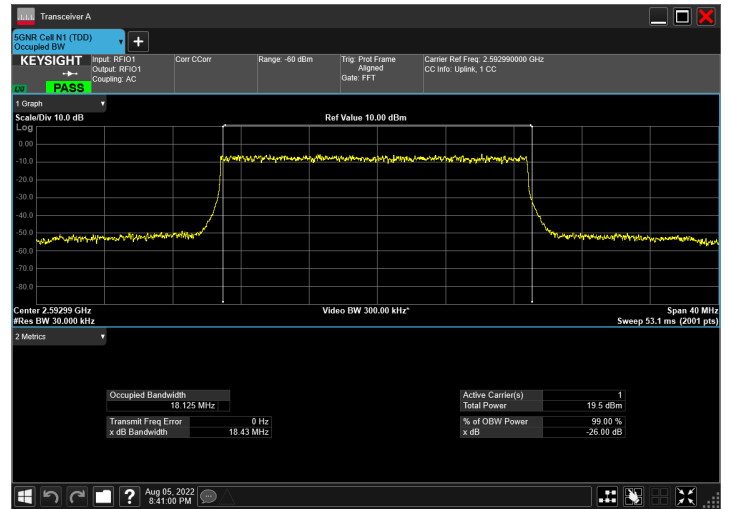 Transceiver A
5GNR Cell N1 (TDD)
Occupied BW
KEYSIGHT
LXI
PASS
Input: RFIO1
Output: RFIO1
Coupling: AC
Corr CCorr
Range: -60 dBm
Trig: Prot Frame
Aligned
Gate: FFT
Carrier Ref Freq: 2.592990000 GHz
CC Info: Uplink, 1 CC
1 Graph
Scale/Div 10.0 dB
Ref Value 10.00 dBm
Log
0.00
-10.0
-20.0
-30.0
-40.0
-50.0
-60.0
-70.0
-80.0
Center 2.59299 GHz
Video BW 300.00 kHz*
Span 40 MHz
#Res BW 30.000 kHz
Sweep 53.1 ms (2001 pts)
2 Metrics
Occupied Bandwidth
18.125 MHz
Transmit Freq Error 0 Hz
x dB Bandwidth 18.43 MHz
Active Carrier(s) 1
Total Power 19.5 dBm
% of OBW Power 99.00 %
x dB -26.00 dB
?
Aug 05, 2022
8:41:00 PM